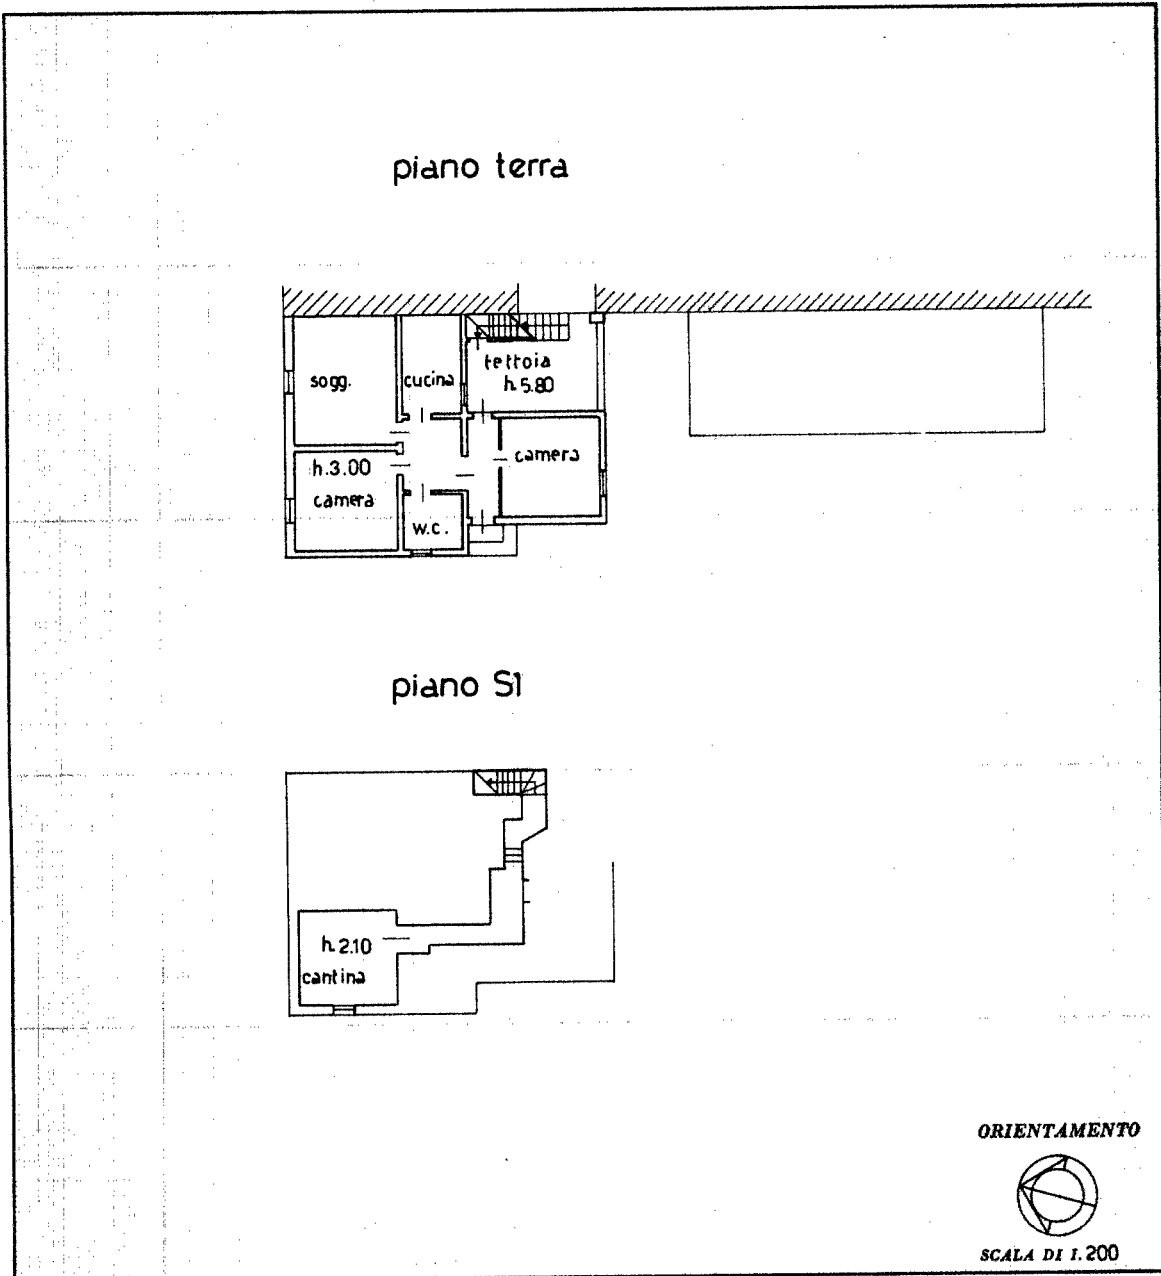 piano terra
tettoia
h.5.80
sogg.
cucina
camera
h.3.00
camera
w.c.
piano S1
h.2.10
cantina
ORIENTAMENTO
SCALA DI 1.200